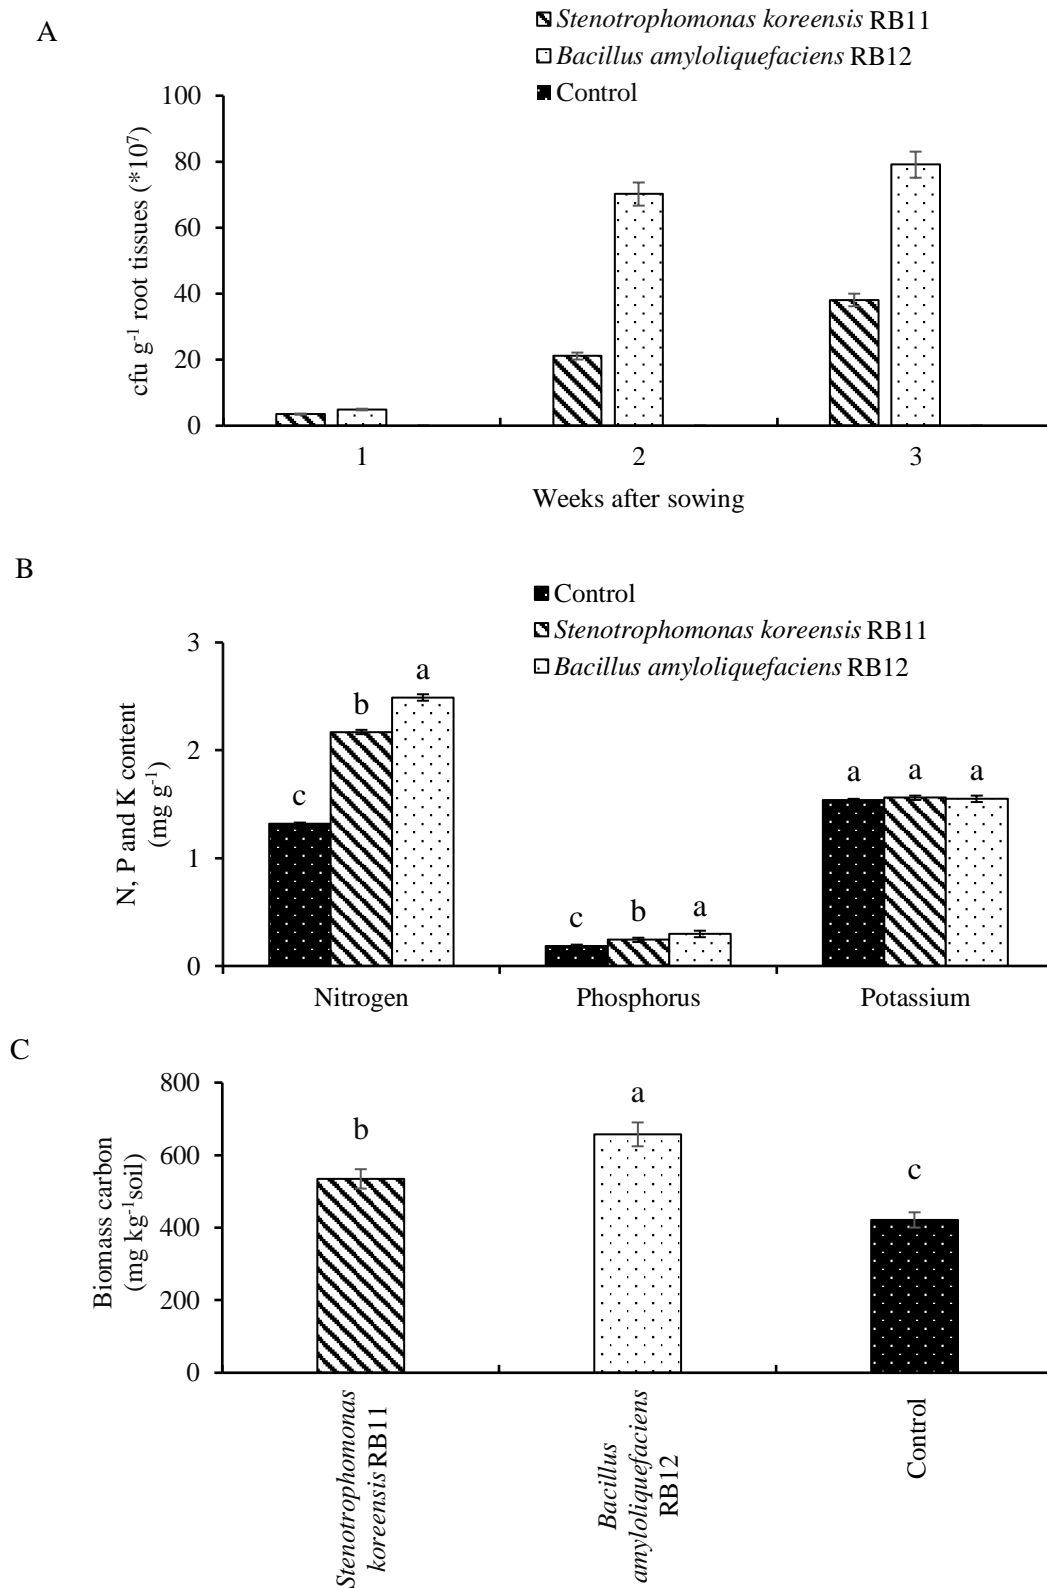 A
Stenotrophomonas koreensis RB11
Bacillus amyloliquefaciens RB12
Control
100
80
60
40
20
0
cfu g⁻¹ root tissues (*10⁷)
1 2 3
Weeks after sowing
B
Control
Stenotrophomonas koreensis RB11
Bacillus amyloliquefaciens RB12
3
2
1
0
N, P and K content
(mg g⁻¹)
c b a
c b a
a a a
Nitrogen Phosphorus Potassium
C
800
600
400
200
0
Biomass carbon
(mg kg⁻¹soil)
b a c
Stenotrophomonas
koreensis RB11
Bacillus
amyloliquefaciens
RB12
Control